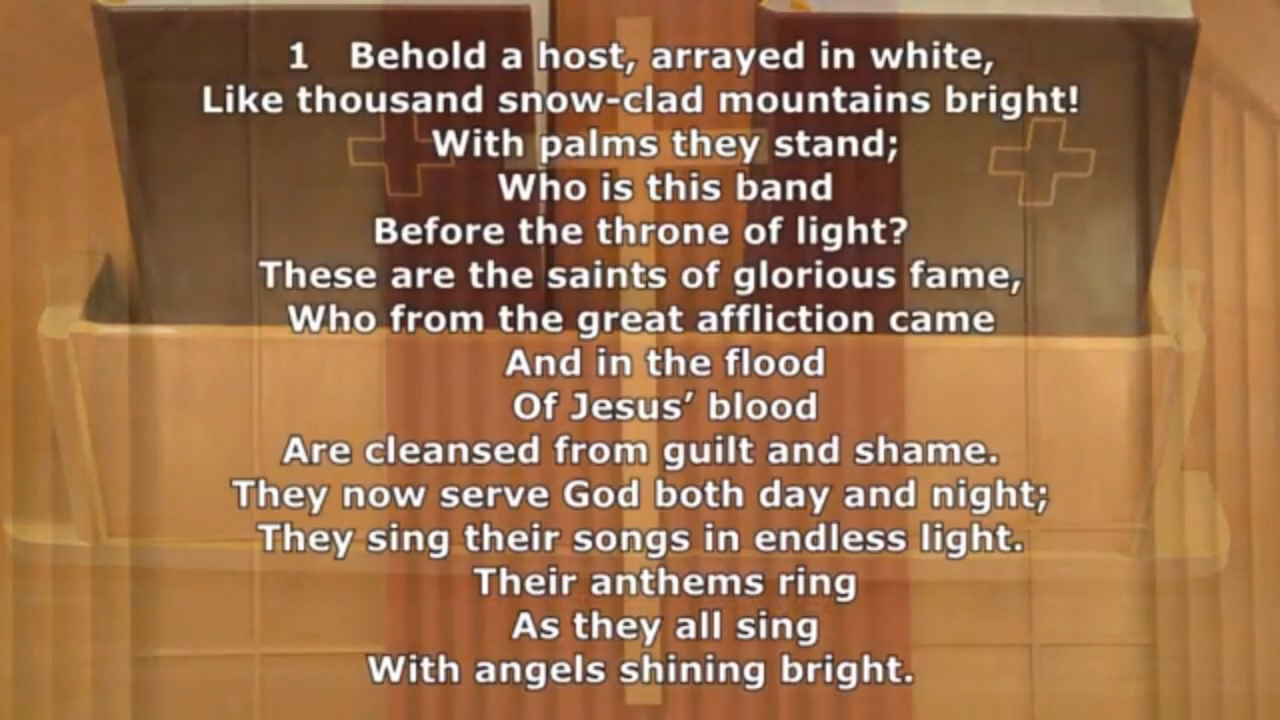 1 Behold a host, arrayed in white,
Like thousand snow-clad mountains bright!
With palms they stand;
Who is this band
Before the throne of light?
These are the saints of glorious fame,
Who from the great affliction came
And in the flood
Of Jesus’ blood
Are cleansed from guilt and shame.
They now serve God both day and night;
They sing their songs in endless light.
Their anthems ring
As they all sing
With angels shining bright.